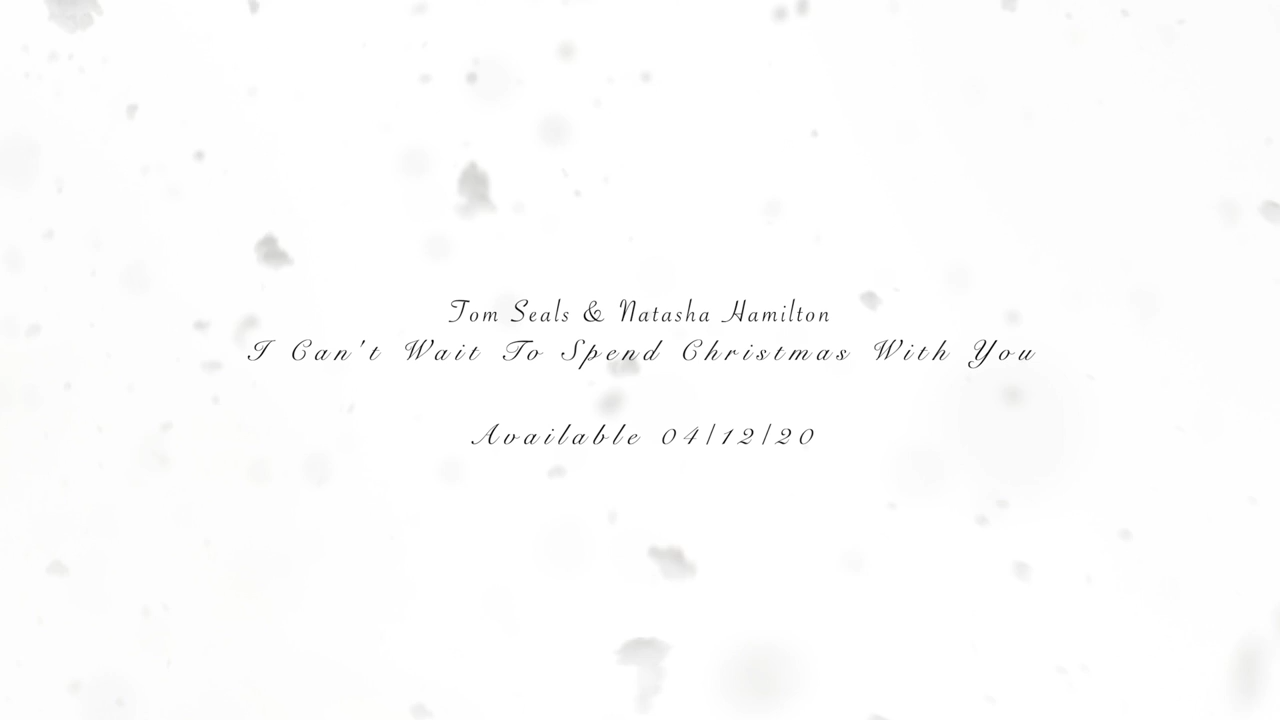 Tom Seals & Natasha Hamilton
I Can't Wait To Spend Christmas With You
Available 04/12/20